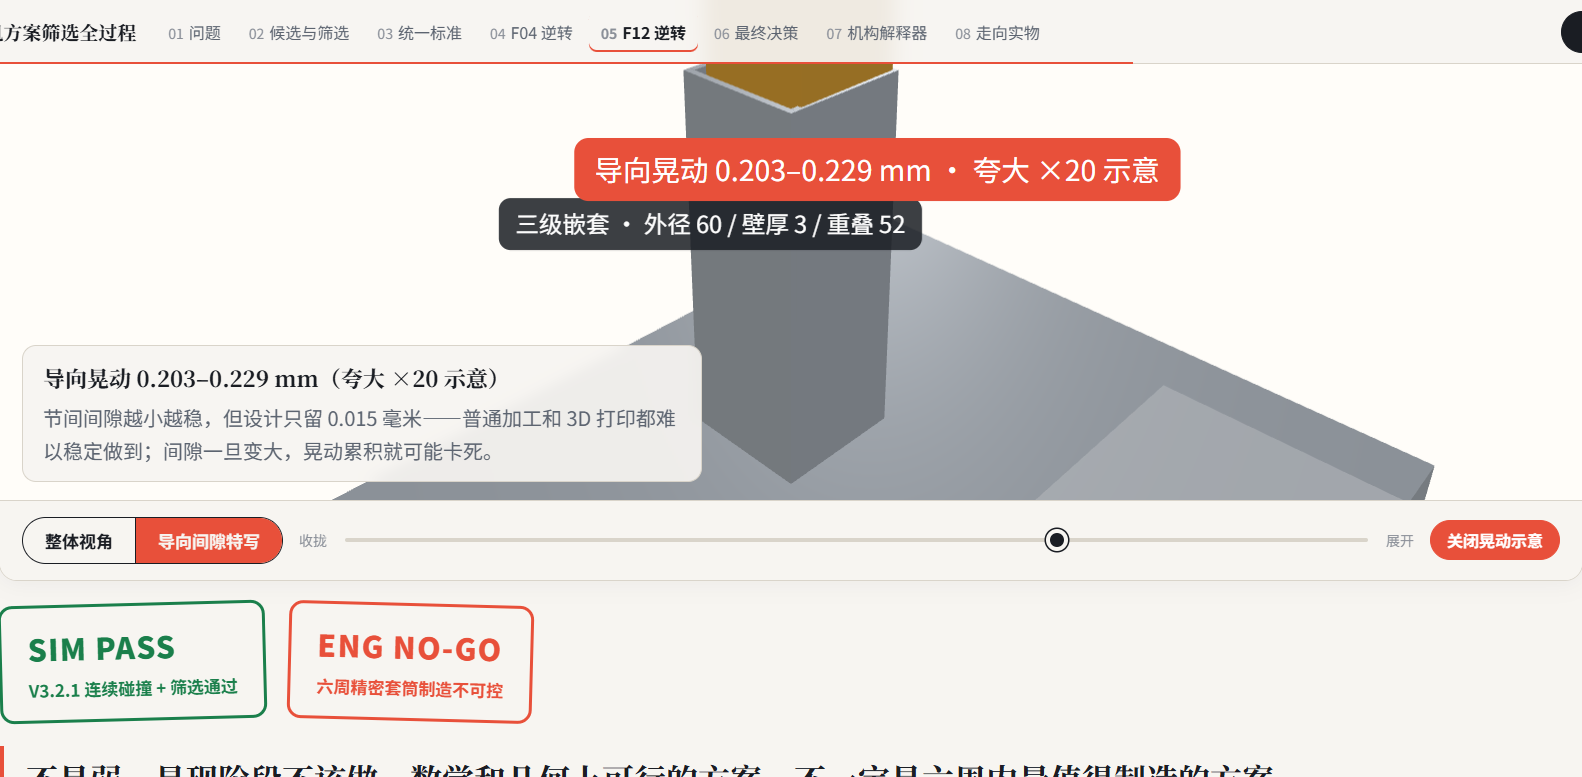 方案筛选全过程
01 问题
02 候选与筛选
03 统一标准
04 F04 逆转
05 F12 逆转
06 最终决策
07 机构解释器
08 走向实物
导向晃动 0.203–0.229 mm · 夸大 ×20 示意
三级嵌套 · 外径 60 / 壁厚 3 / 重叠 52
导向晃动 0.203–0.229 mm（夸大 ×20 示意）
节间间隙越小越稳，但设计只留 0.015 毫米——普通加工和 3D 打印都难
以稳定做到；间隙一旦变大，晃动累积就可能卡死。
整体视角
导向间隙特写
收拢
展开
关闭晃动示意
SIM PASS
V3.2.1 连续碰撞 + 筛选通过
ENG NO-GO
六周精密套筒制造不可控